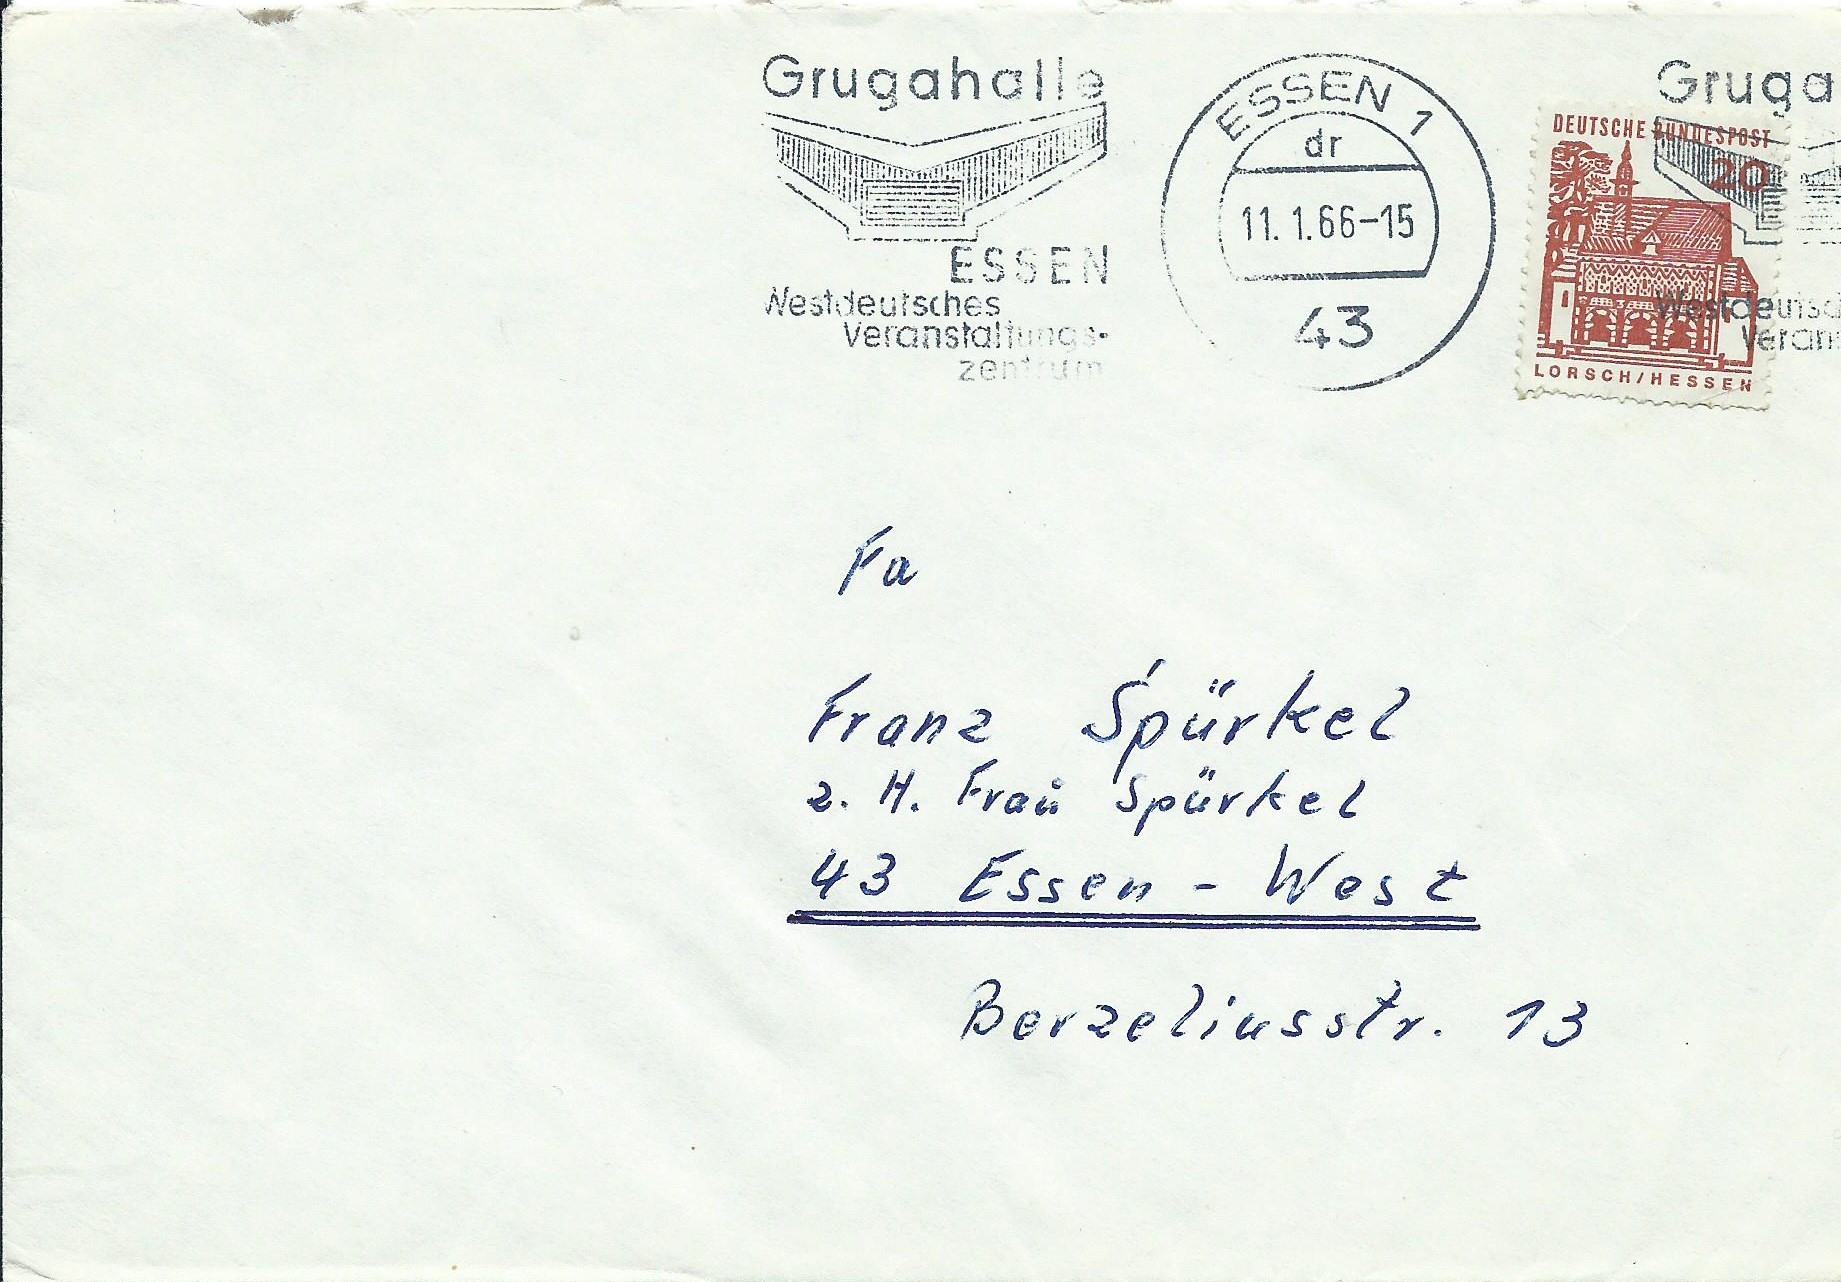 Grugahalle
ESSEN
Westdeutsches
Veranstaltungs-
zentrum
ESSEN 1
dr
11.1.66-15
43
Gruga
Westdeutsc
Verans
DEUTSCHE BUNDESPOST
20
LORSCH/HESSEN
Fa
Franz Spürkel
z. H. Frau Spürkel
43 Essen - West
Berzeliusstr. 13